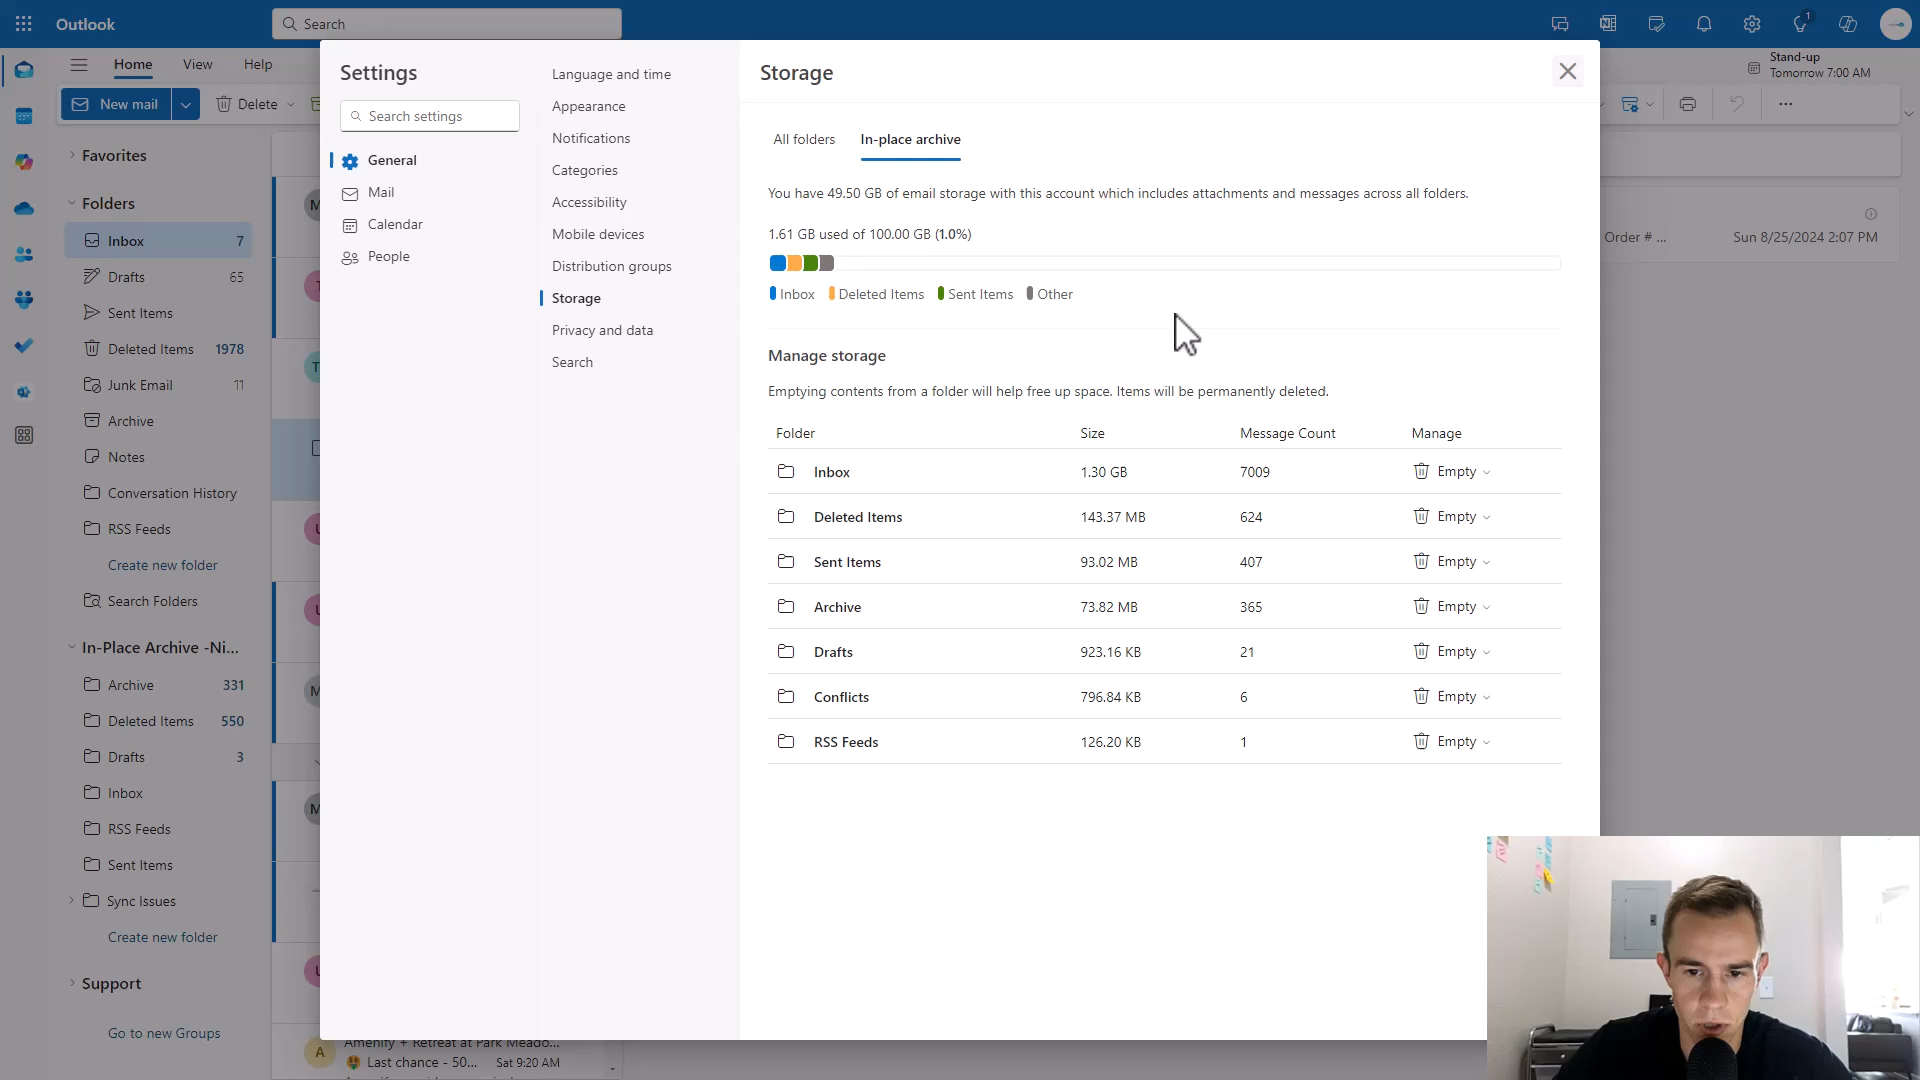 Outlook
Search
1
Home
View
Help
Stand-up
Tomorrow 7:00 AM
New mail
Delete
Favorites
Folders
Inbox 7
Drafts 65
Sent Items
Deleted Items 1978
Junk Email 11
Archive
Notes
Conversation History
RSS Feeds
Create new folder
Search Folders
In-Place Archive -Ni...
Archive 331
Deleted Items 550
Drafts 3
Inbox
RSS Feeds
Sent Items
Sync Issues
Create new folder
Support
Go to new Groups
M
T
T
U
U
M
M
U
A
Amenify + Retreat at Park Meado...
Last chance - 50... Sat 9:20 AM
Order # ... Sun 8/25/2024 2:07 PM
Settings
Search settings
General
Mail
Calendar
People
Language and time
Appearance
Notifications
Categories
Accessibility
Mobile devices
Distribution groups
Storage
Privacy and data
Search
Storage
All folders In-place archive
You have 49.50 GB of email storage with this account which includes attachments and messages across all folders.
1.61 GB used of 100.00 GB (1.0%)
Inbox Deleted Items Sent Items Other
Manage storage
Emptying contents from a folder will help free up space. Items will be permanently deleted.
Folder Size Message Count Manage
Inbox 1.30 GB 7009 Empty
Deleted Items 143.37 MB 624 Empty
Sent Items 93.02 MB 407 Empty
Archive 73.82 MB 365 Empty
Drafts 923.16 KB 21 Empty
Conflicts 796.84 KB 6 Empty
RSS Feeds 126.20 KB 1 Empty